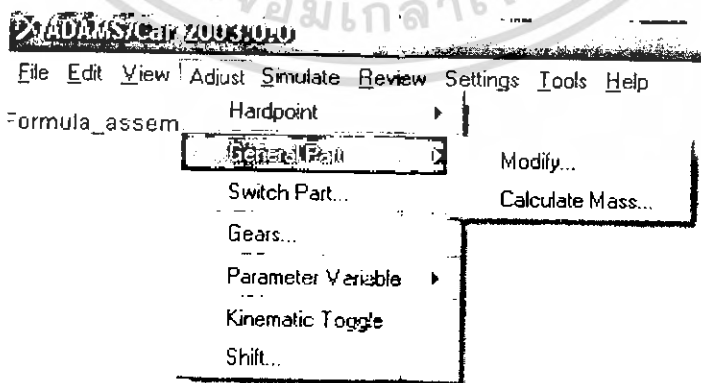 ADAMS/Car 2003.0.0
File Edit View Adjust Simulate Review Settings Tools Help
Formula_assem
Hardpoint
General Part
Modify...
Switch Part...
Calculate Mass...
Gears...
Parameter Variable
Kinematic Toggle
Shift...